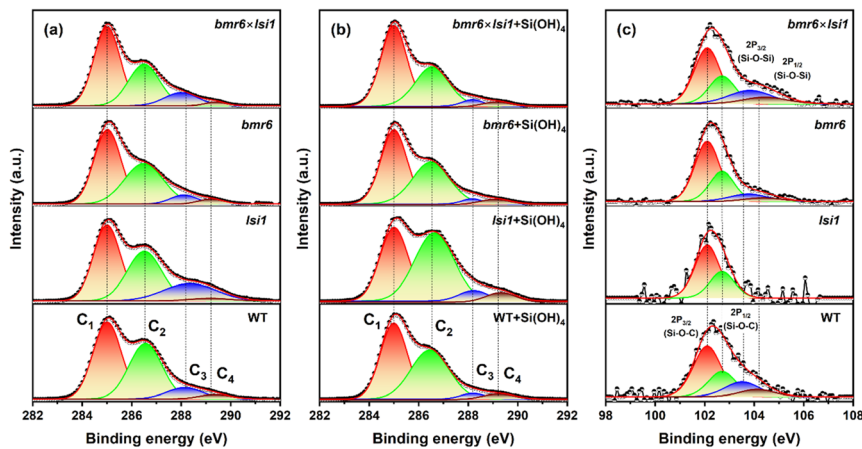 (a)
bmr6×lsi1
bmr6
lsi1
WT
C1
C2
C3
C4
Intensity (a.u.)
282 284 286 288 290 292
Binding energy (eV)
(b)
bmr6×lsi1+Si(OH)4
bmr6+Si(OH)4
lsi1+Si(OH)4
WT+Si(OH)4
C1
C2
C3
C4
Intensity (a.u.)
282 284 286 288 290 292
Binding energy (eV)
(c)
bmr6×lsi1
2P3/2
(Si-O-Si)
2P1/2
(Si-O-Si)
bmr6
lsi1
WT
2P3/2
(Si-O-C)
2P1/2
(Si-O-C)
Intensity (a.u.)
98 100 102 104 106 108
Binding energy (eV)